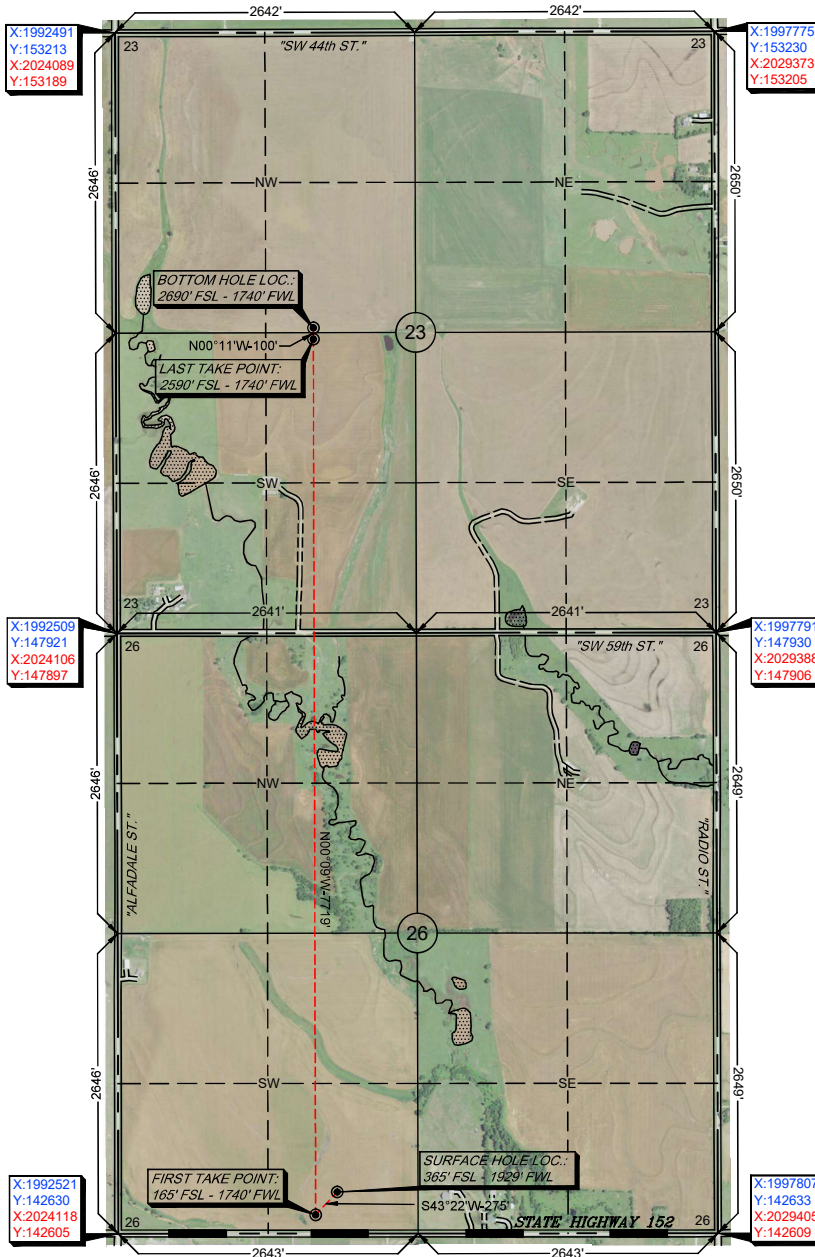 2642'
2642'
X:1992491
Y:153213
X:2024089
Y:153189
23
"SW 44th ST."
23
X:1997775
Y:153230
X:2029373
Y:153205
2646'
NW
NE
2650'
BOTTOM HOLE LOC.:
2690' FSL - 1740' FWL
23
N00°11'W-100'
LAST TAKE POINT:
2590' FSL - 1740' FWL
2646'
SW
SE
2650'
23
2641'
2641'
23
X:1992509
Y:147921
X:2024106
Y:147897
26
"SW 59th ST."
26
X:1997791
Y:147930
X:2029388
Y:147906
2646'
NW
NE
2649'
"ALFADALE ST."
N00°09'W-7719'
"RADIO ST."
26
2646'
SW
SE
2649'
SURFACE HOLE LOC.:
365' FSL - 1929' FWL
FIRST TAKE POINT:
165' FSL - 1740' FWL
S43°22'W-275'
X:1992521
Y:142630
X:2024118
Y:142605
26
STATE HIGHWAY 152
26
X:1997807
Y:142633
X:2029405
Y:142609
2643'
2643'